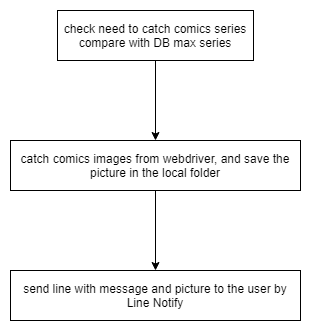 check need to catch comics series
compare with DB max series
catch comics images from webdriver, and save the
picture in the local folder
send line with message and picture to the user by
Line Notify